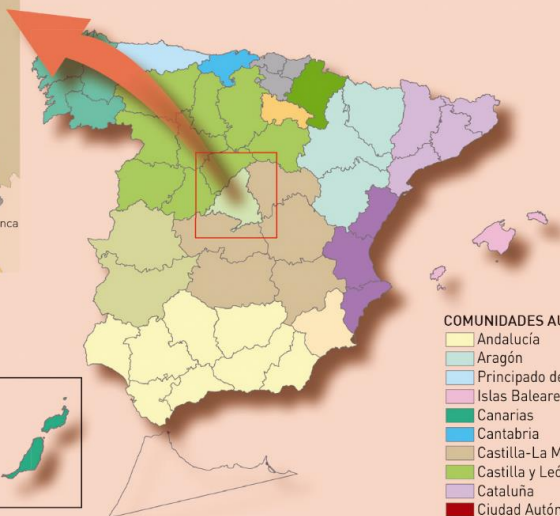 nca
COMUNIDADES AU
Andalucía
Aragón
Principado de
Islas Baleare
Canarias
Cantabria
Castilla-La M
Castilla y Leó
Cataluña
Ciudad Autón